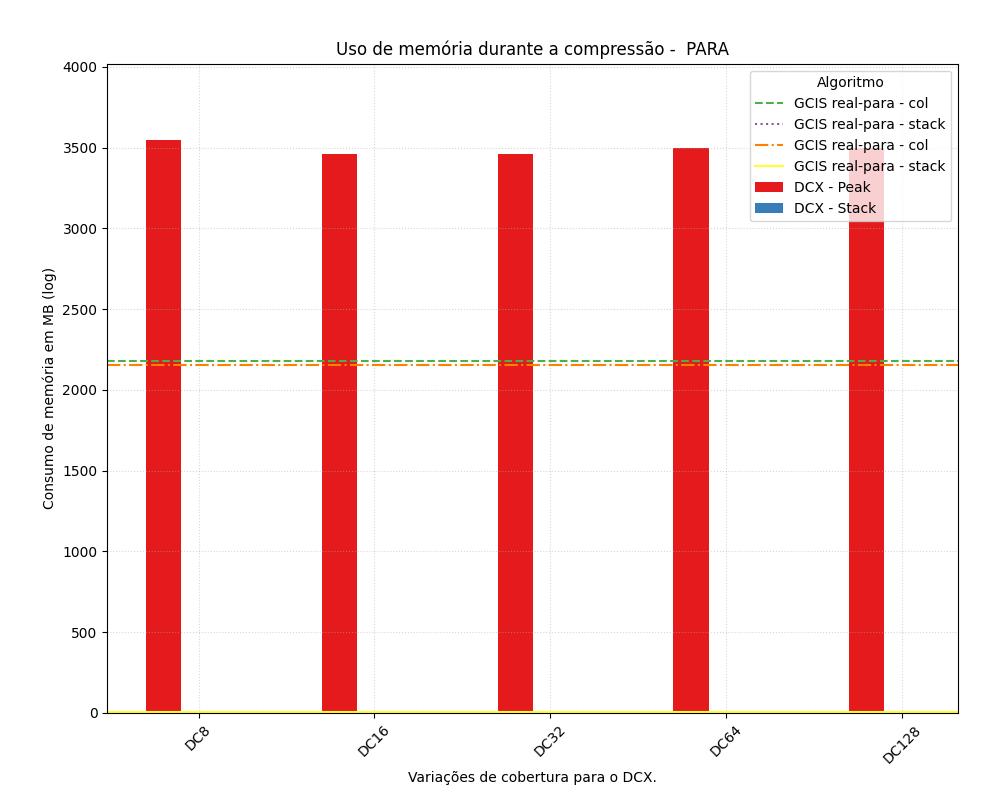 Uso de memória durante a compressão -  PARA
Consumo de memória em MB (log)
4000
3500
3000
2500
2000
1500
1000
500
0
Algoritmo
GCIS real-para - col
GCIS real-para - stack
GCIS real-para - col
GCIS real-para - stack
DCX - Peak
DCX - Stack
DC8
DC16
DC32
DC64
DC128
Variações de cobertura para o DCX.